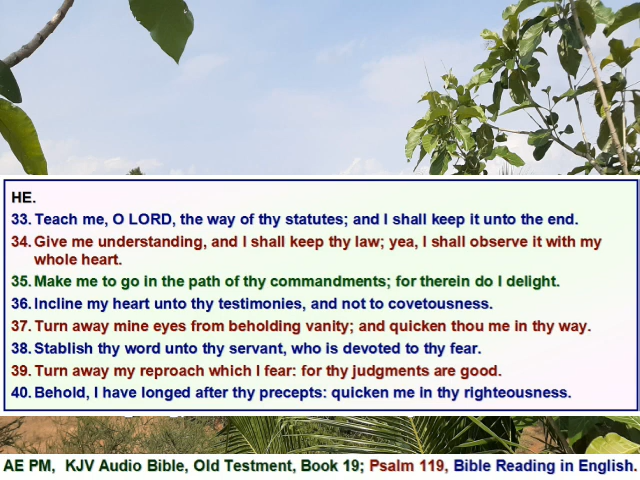 HE.
33. Teach me, O LORD, the way of thy statutes; and I shall keep it unto the end.
34. Give me understanding, and I shall keep thy law; yea, I shall observe it with my
whole heart.
35. Make me to go in the path of thy commandments; for therein do I delight.
36. Incline my heart unto thy testimonies, and not to covetousness.
37. Turn away mine eyes from beholding vanity; and quicken thou me in thy way.
38. Stablish thy word unto thy servant, who is devoted to thy fear.
39. Turn away my reproach which I fear: for thy judgments are good.
40. Behold, I have longed after thy precepts: quicken me in thy righteousness.
AE PM, KJV Audio Bible, Old Testment, Book 19; Psalm 119, Bible Reading in English.